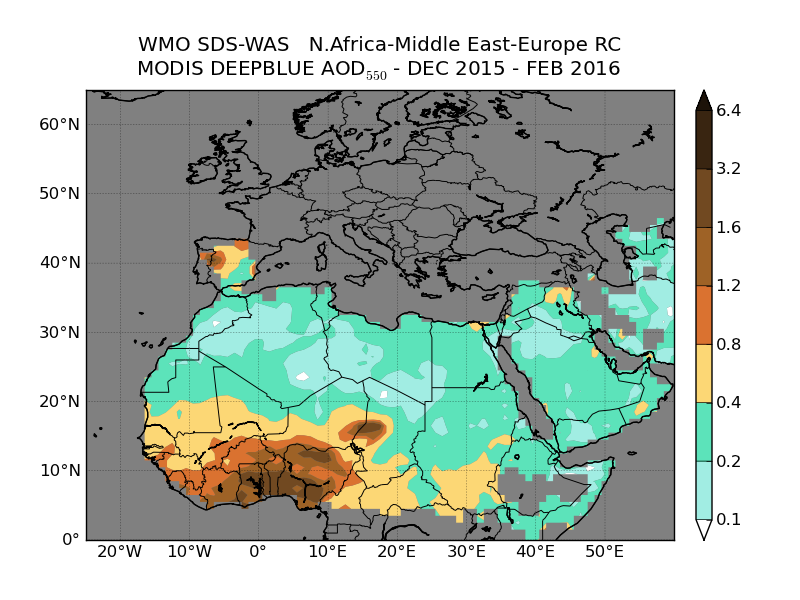 WMO SDS-WAS   N.Africa-Middle East-Europe RC
MODIS DEEPBLUE AOD550 - DEC 2015 - FEB 2016
60°N
50°N
40°N
30°N
20°N
10°N
0°
20°W
10°W
0°
10°E
20°E
30°E
40°E
50°E
6.4
3.2
1.6
1.2
0.8
0.4
0.2
0.1